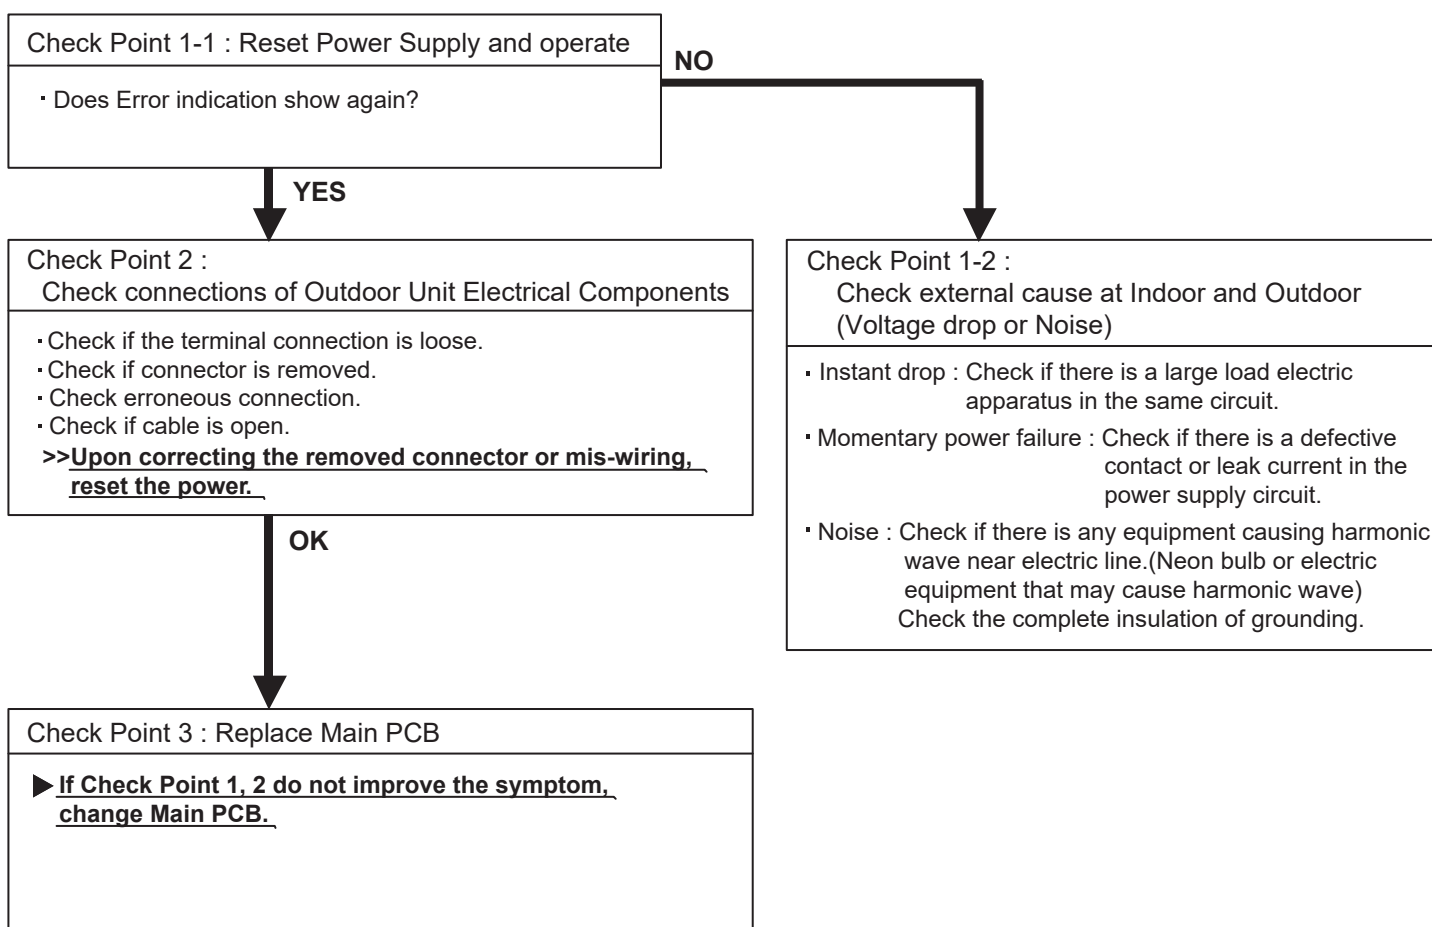 Check Point 1-1 : Reset Power Supply and operate
· Does Error indication show again?
NO
YES
Check Point 2 :
Check connections of Outdoor Unit Electrical Components
· Check if the terminal connection is loose.
· Check if connector is removed.
· Check erroneous connection.
· Check if cable is open.
>>Upon correcting the removed connector or mis-wiring,
reset the power.
OK
Check Point 1-2 :
Check external cause at Indoor and Outdoor
(Voltage drop or Noise)
· Instant drop : Check if there is a large load electric
apparatus in the same circuit.
· Momentary power failure : Check if there is a defective
contact or leak current in the
power supply circuit.
· Noise : Check if there is any equipment causing harmonic
wave near electric line.(Neon bulb or electric
equipment that may cause harmonic wave)
Check the complete insulation of grounding.
Check Point 3 : Replace Main PCB
▶ If Check Point 1, 2 do not improve the symptom,
change Main PCB.